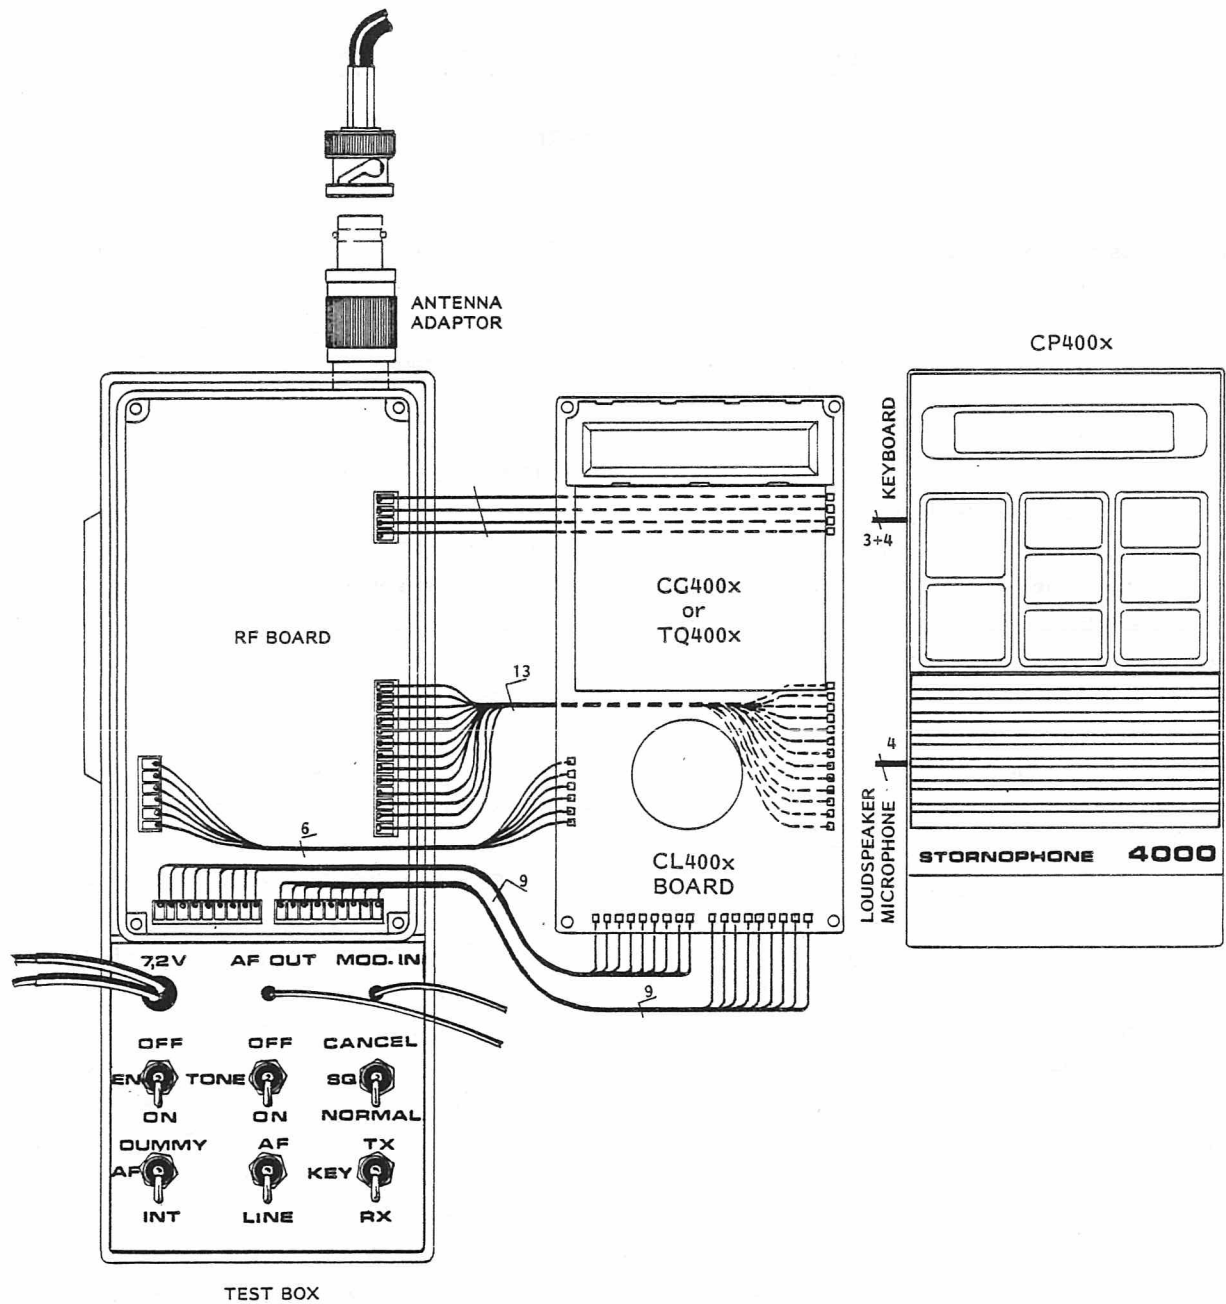 ANTENNA
ADAPTOR
CP400x
KEYBOARD
3÷4
CG400x
or
TQ400x
RF BOARD
13
4
LOUDSPEAKER
MICROPHONE
6
CL400x
BOARD
9
STORNOPHONE 4000
7,2V AF OUT MOD. IN
9
OFF OFF CANCEL
EN TONE SQ
ON ON NORMAL
DUMMY AF TX
AF KEY
INT LINE RX
TEST BOX